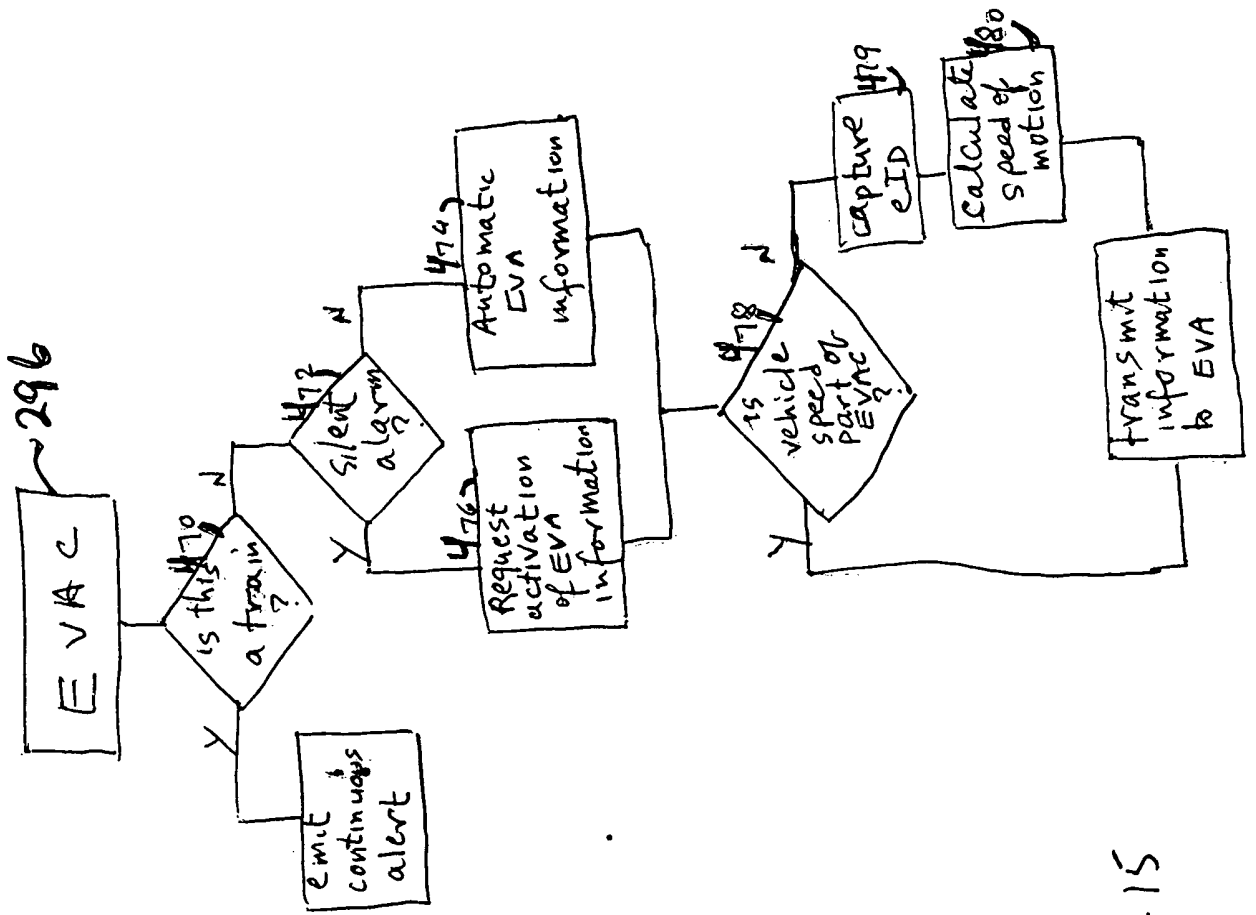 EVAC
296
is this
a train
?
470
Y
N
emit
continuous
alert
Silent
alarm
?
472
Y
N
476
Request
activation
of EVA
information
474
Automatic
EVA
information
is
vehicle
speed of
part of
EVAC
?
478
Y
N
capture
eID
479
calculate
speed of
motion
480
transmit
information
to EVA
.15